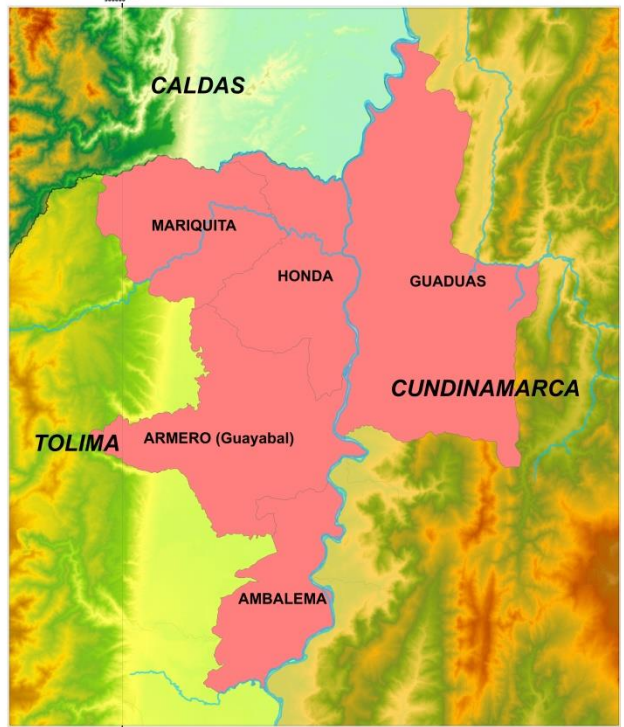 CALDAS
MARIQUITA
HONDA
GUADUAS
CUNDINAMARCA
TOLIMA
ARMERO (Guayabal)
AMBALEMA